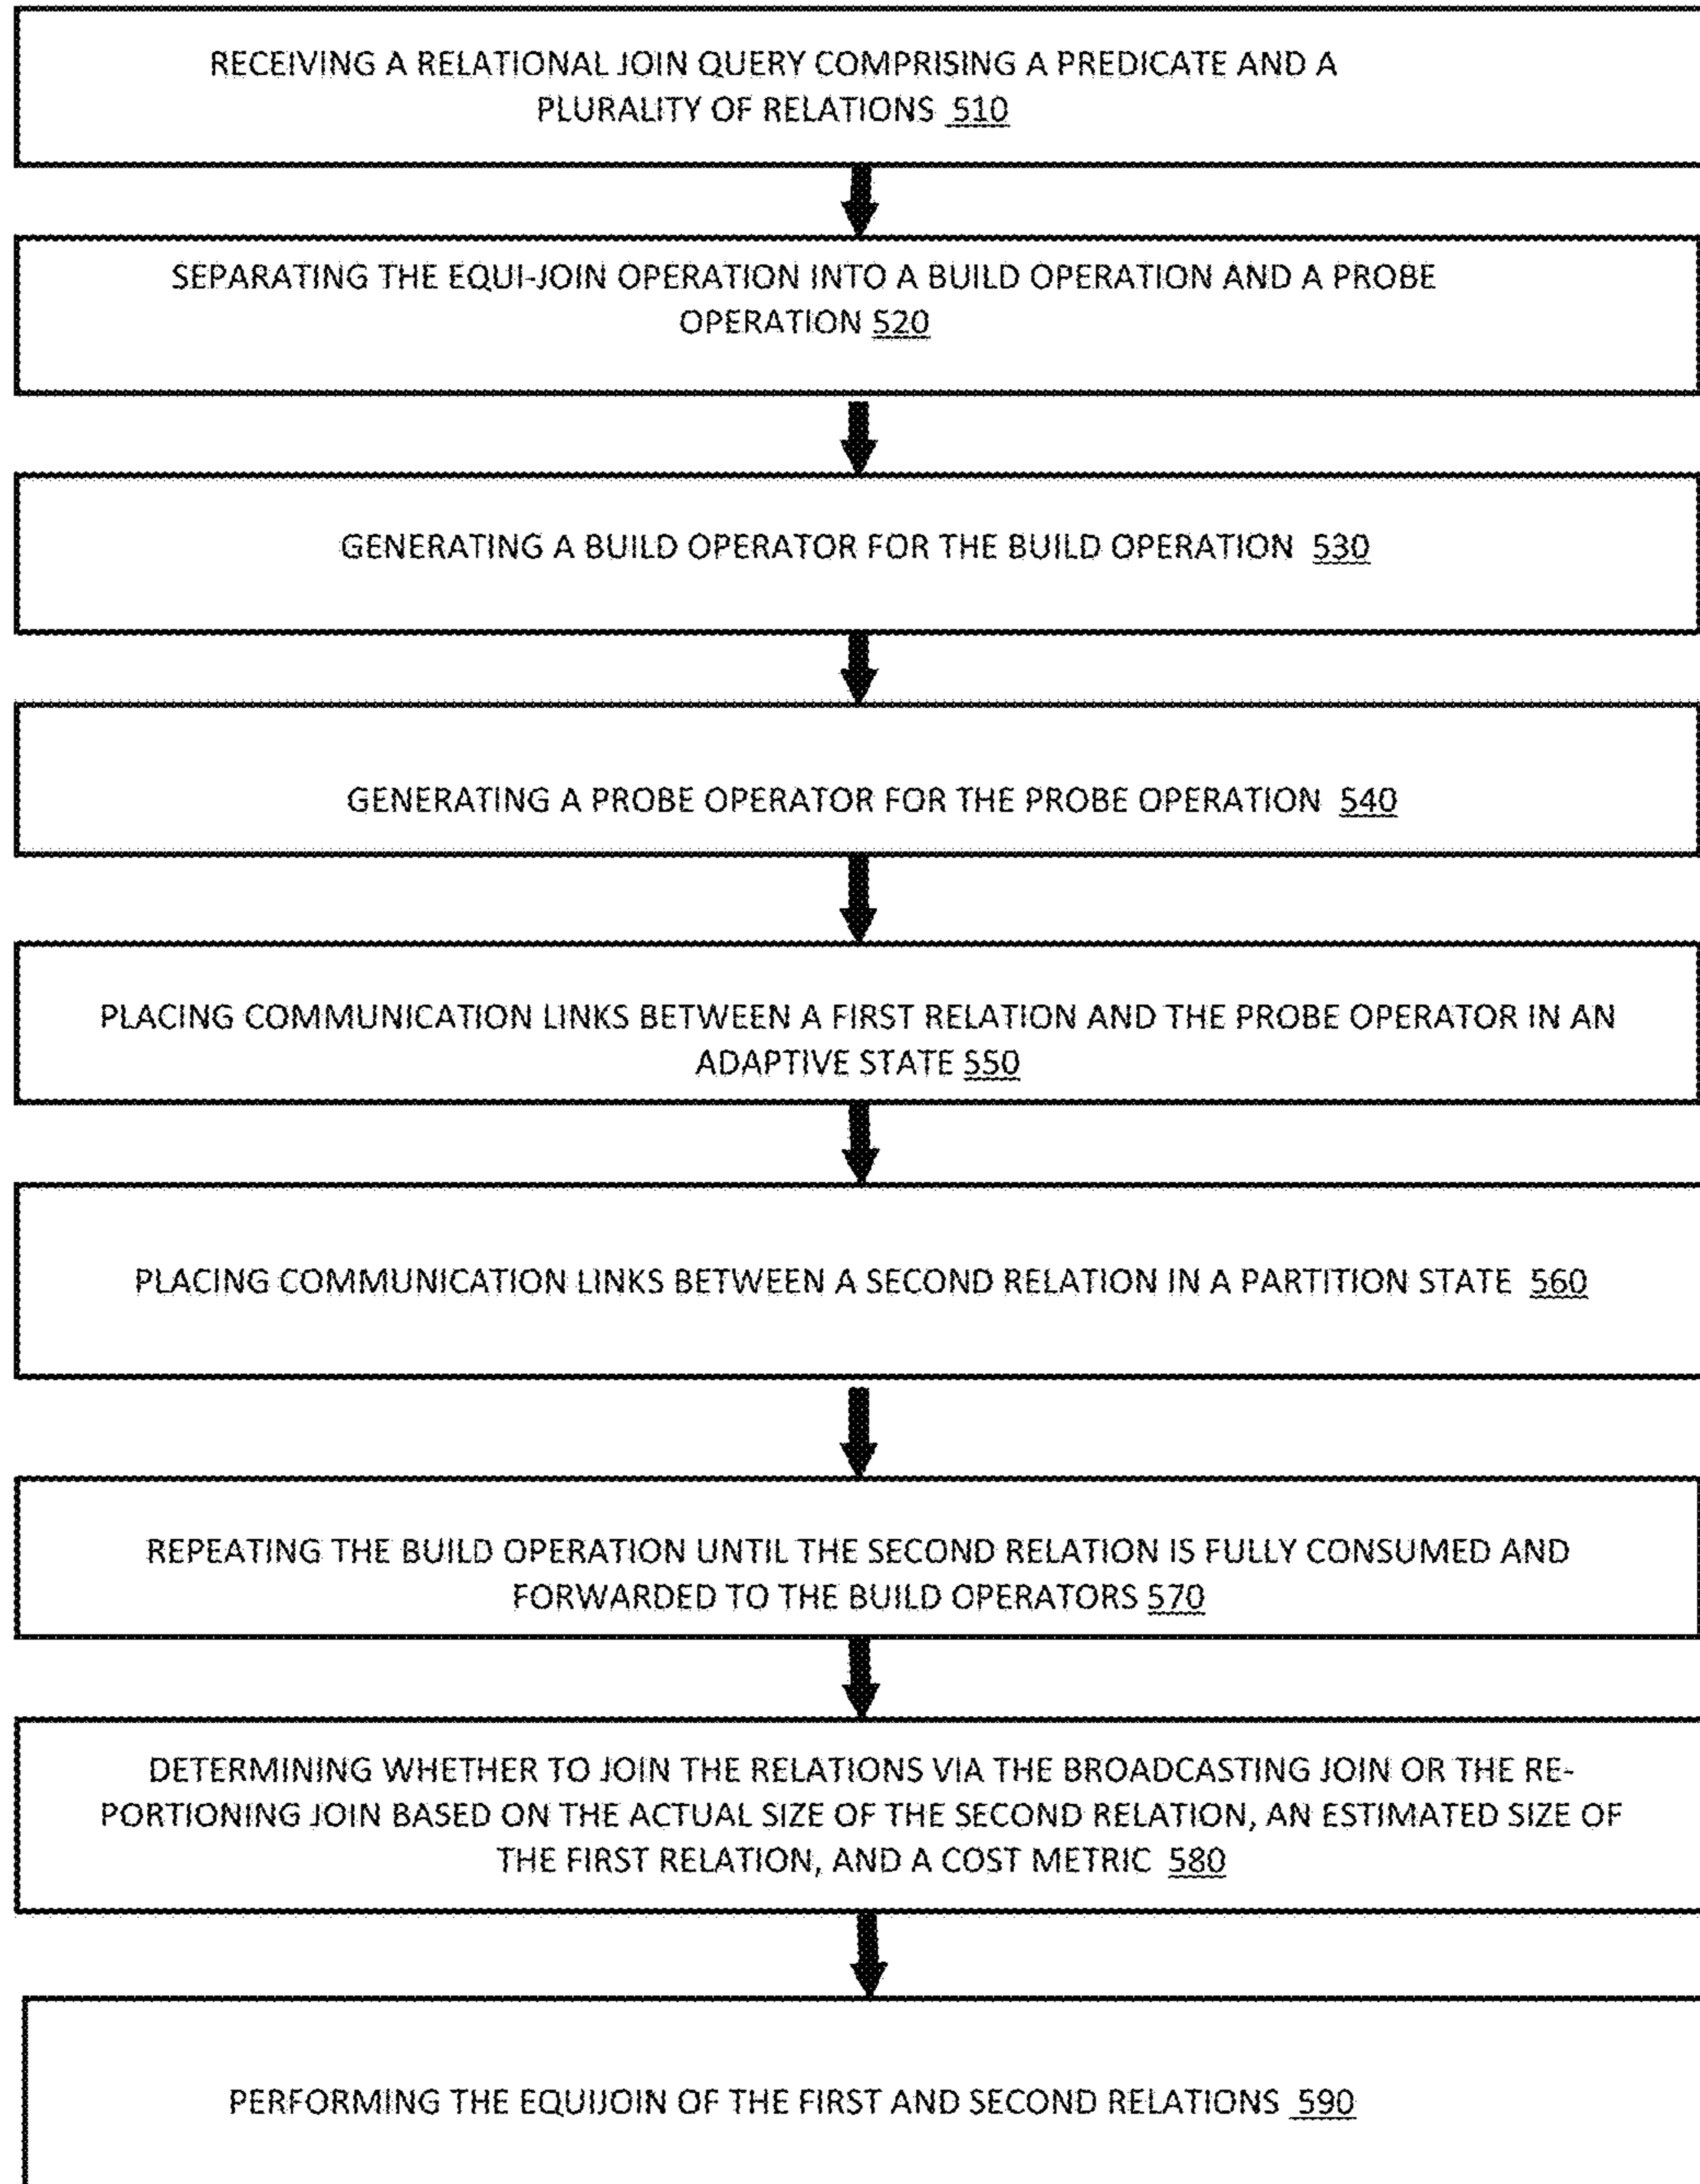 RECEIVING A RELATIONAL JOIN QUERY COMPRISING A PREDICATE AND A
PLURALITY OF RELATIONS 510
SEPARATING THE EQUI-JOIN OPERATION INTO A BUILD OPERATION AND A PROBE
OPERATION 520
GENERATING A BUILD OPERATOR FOR THE BUILD OPERATION 530
GENERATING A PROBE OPERATOR FOR THE PROBE OPERATION 540
PLACING COMMUNICATION LINKS BETWEEN A FIRST RELATION AND THE PROBE OPERATOR IN AN
ADAPTIVE STATE 550
PLACING COMMUNICATION LINKS BETWEEN A SECOND RELATION IN A PARTITION STATE 560
REPEATING THE BUILD OPERATION UNTIL THE SECOND RELATION IS FULLY CONSUMED AND
FORWARDED TO THE BUILD OPERATORS 570
DETERMINING WHETHER TO JOIN THE RELATIONS VIA THE BROADCASTING JOIN OR THE RE-
PORTIONING JOIN BASED ON THE ACTUAL SIZE OF THE SECOND RELATION, AN ESTIMATED SIZE OF
THE FIRST RELATION, AND A COST METRIC 580
PERFORMING THE EQUIJOIN OF THE FIRST AND SECOND RELATIONS 590